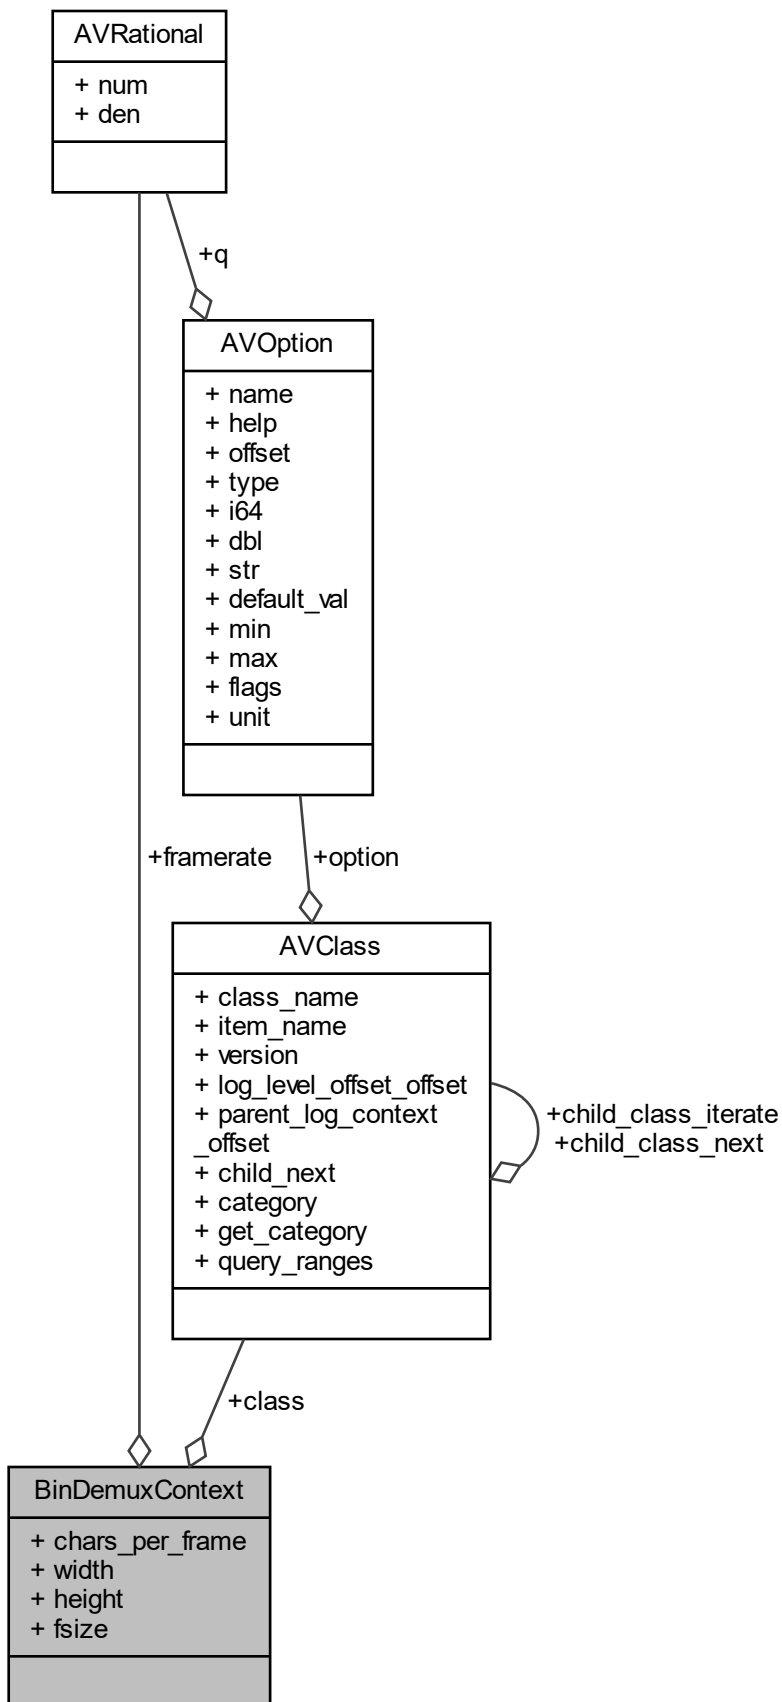 AVRational
+ num
+ den
+q
AVOption
+ name
+ help
+ offset
+ type
+ i64
+ dbl
+ str
+ default_val
+ min
+ max
+ flags
+ unit
+framerate
+option
AVClass
+ class_name
+ item_name
+ version
+ log_level_offset_offset
+ parent_log_context
_offset
+ child_next
+ category
+ get_category
+ query_ranges
+child_class_iterate
+child_class_next
+class
BinDemuxContext
+ chars_per_frame
+ width
+ height
+ fsize